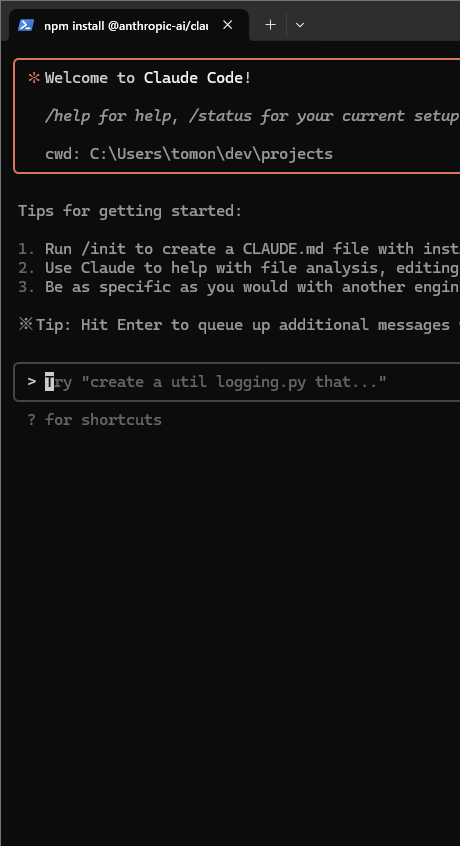 npm install @anthropic-ai/clau
✻ Welcome to Claude Code!
/help for help, /status for your current setup
cwd: C:\Users\tomon\dev\projects
Tips for getting started:
1. Run /init to create a CLAUDE.md file with inst
2. Use Claude to help with file analysis, editing
3. Be as specific as you would with another engin
※Tip: Hit Enter to queue up additional messages
> Try "create a util logging.py that..."
? for shortcuts